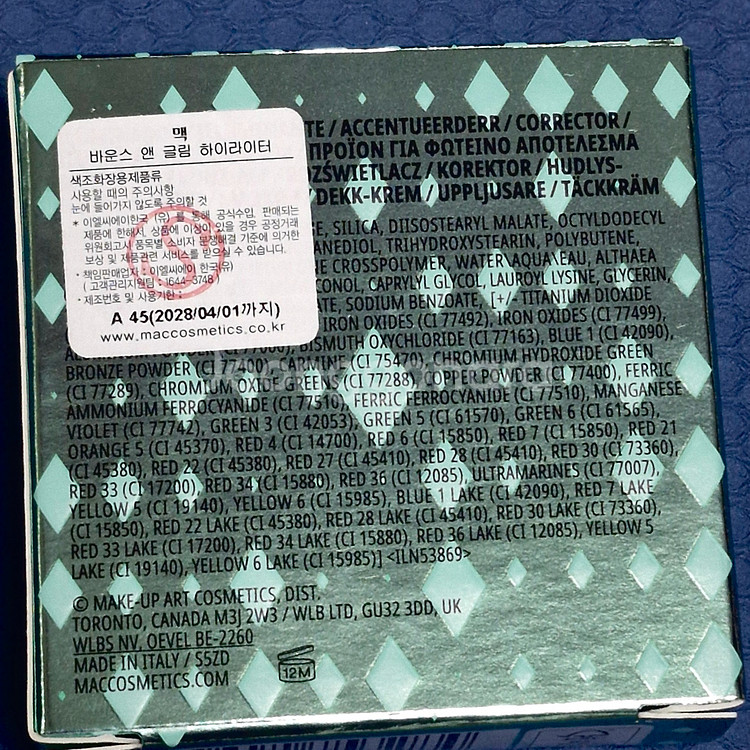 맥
바운스 앤 글림 하이라이터
색조화장용제품류
사용할 때의 주의사항
눈에 들어가지 않도록 주의할 것
* 이엘씨에이한국 (유) 를 통해 공식수입, 판매되는
제품에 한해, 상품에 이상이 있을 경우 공정거래
위원회고시 품목별 소비자 분쟁해결 기준에 의거한
보상 및 제품관련 서비스를 받으실 수 있습니다.
· 책임판매업자 : 이엘씨에이 한국(유)
( 고객관리지원팀 : 1644-3748 )
· 제조번호 및 사용기한 :
A 45(2028/04/01까지)
www.maccosmetics.co.kr
TE / ACCENTUEERDERR / CORRECTOR /
ΠΡΟΪΟΝ ΓΙΑ ΦΩΤΕΙΝΟ ΑΠΟΤΕΛΕΣΜΑ
OZŚWIETLACZ / KOREKTOR / HUDLYS-
/ DEKK-KREM / UPPLJUSARE / TÄCKKRÄM
SILICA, DIISOSTEARYL MALATE, OCTYLDODECYL
ANEDIOL, TRIHYDROXYSTEARIN, POLYBUTENE,
NE CROSSPOLYMER, WATER\AQUA\EAU, ALTHAEA
CAPRYLYL GLYCOL, LAUROYL LYSINE, GLYCERIN,
SODIUM BENZOATE, [+/- TITANIUM DIOXIDE
IRON OXIDES (CI 77492), IRON OXIDES (CI 77499),
BISMUTH OXYCHLORIDE (CI 77163), BLUE 1 (CI 42090),
BRONZE POWDER (CI 77400), CARMINE (CI 75470), CHROMIUM HYDROXIDE GREEN
(CI 77289), CHROMIUM OXIDE GREENS (CI 77288), COPPER POWDER (CI 77400), FERRIC
AMMONIUM FERROCYANIDE (CI 77510), FERRIC FERROCYANIDE (CI 77510), MANGANESE
VIOLET (CI 77742), GREEN 3 (CI 42053), GREEN 5 (CI 61570), GREEN 6 (CI 61565),
ORANGE 5 (CI 45370), RED 4 (CI 14700), RED 6 (CI 15850), RED 7 (CI 15850), RED 21
(CI 45380), RED 22 (CI 45380), RED 27 (CI 45410), RED 28 (CI 45410), RED 30 (CI 73360),
RED 33 (CI 17200), RED 34 (CI 15880), RED 36 (CI 12085), ULTRAMARINES (CI 77007),
YELLOW 5 (CI 19140), YELLOW 6 (CI 15985), BLUE 1 LAKE (CI 42090), RED 7 LAKE
(CI 15850), RED 22 LAKE (CI 45380), RED 28 LAKE (CI 45410), RED 30 LAKE (CI 73360),
RED 33 LAKE (CI 17200), RED 34 LAKE (CI 15880), RED 36 LAKE (CI 12085), YELLOW 5
LAKE (CI 19140), YELLOW 6 LAKE (CI 15985)] <ILN53869>
© MAKE-UP ART COSMETICS, DIST.
TORONTO, CANADA M3J 2W3 / WLB LTD, GU32 3DD, UK
WLBS NV. OEVEL BE-2260
MADE IN ITALY / S5ZD
MACCOSMETICS.COM
12M